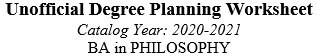 Unofficial Degree Planning Worksheet
Catalog Year: 2020-2021
BA in PHILOSOPHY